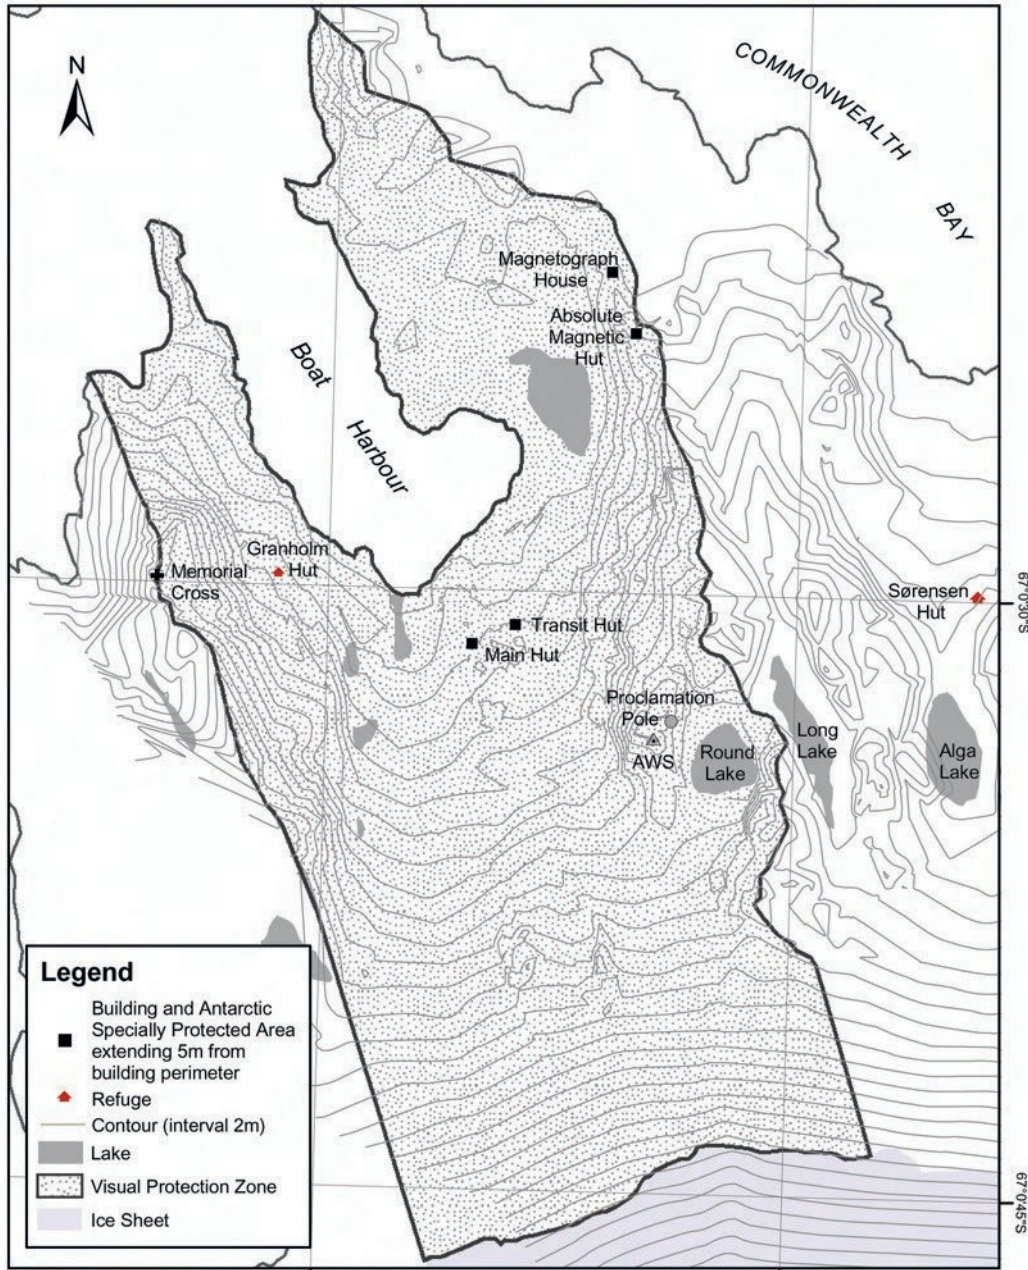 N
COMMONWEALTH
BAY
Magnetograph
House
Absolute
Magnetic
Hut
Boat
Harbour
Granholm
Hut
Memorial
Cross
Sørensen
Hut
67°0'30"S
Transit Hut
Main Hut
Proclamation
Pole
AWS
Round
Lake
Long
Lake
Alga
Lake
Legend
Building and Antarctic
Specially Protected Area
extending 5m from
building perimeter
Refuge
Contour (interval 2m)
Lake
Visual Protection Zone
Ice Sheet
67°0'45"S